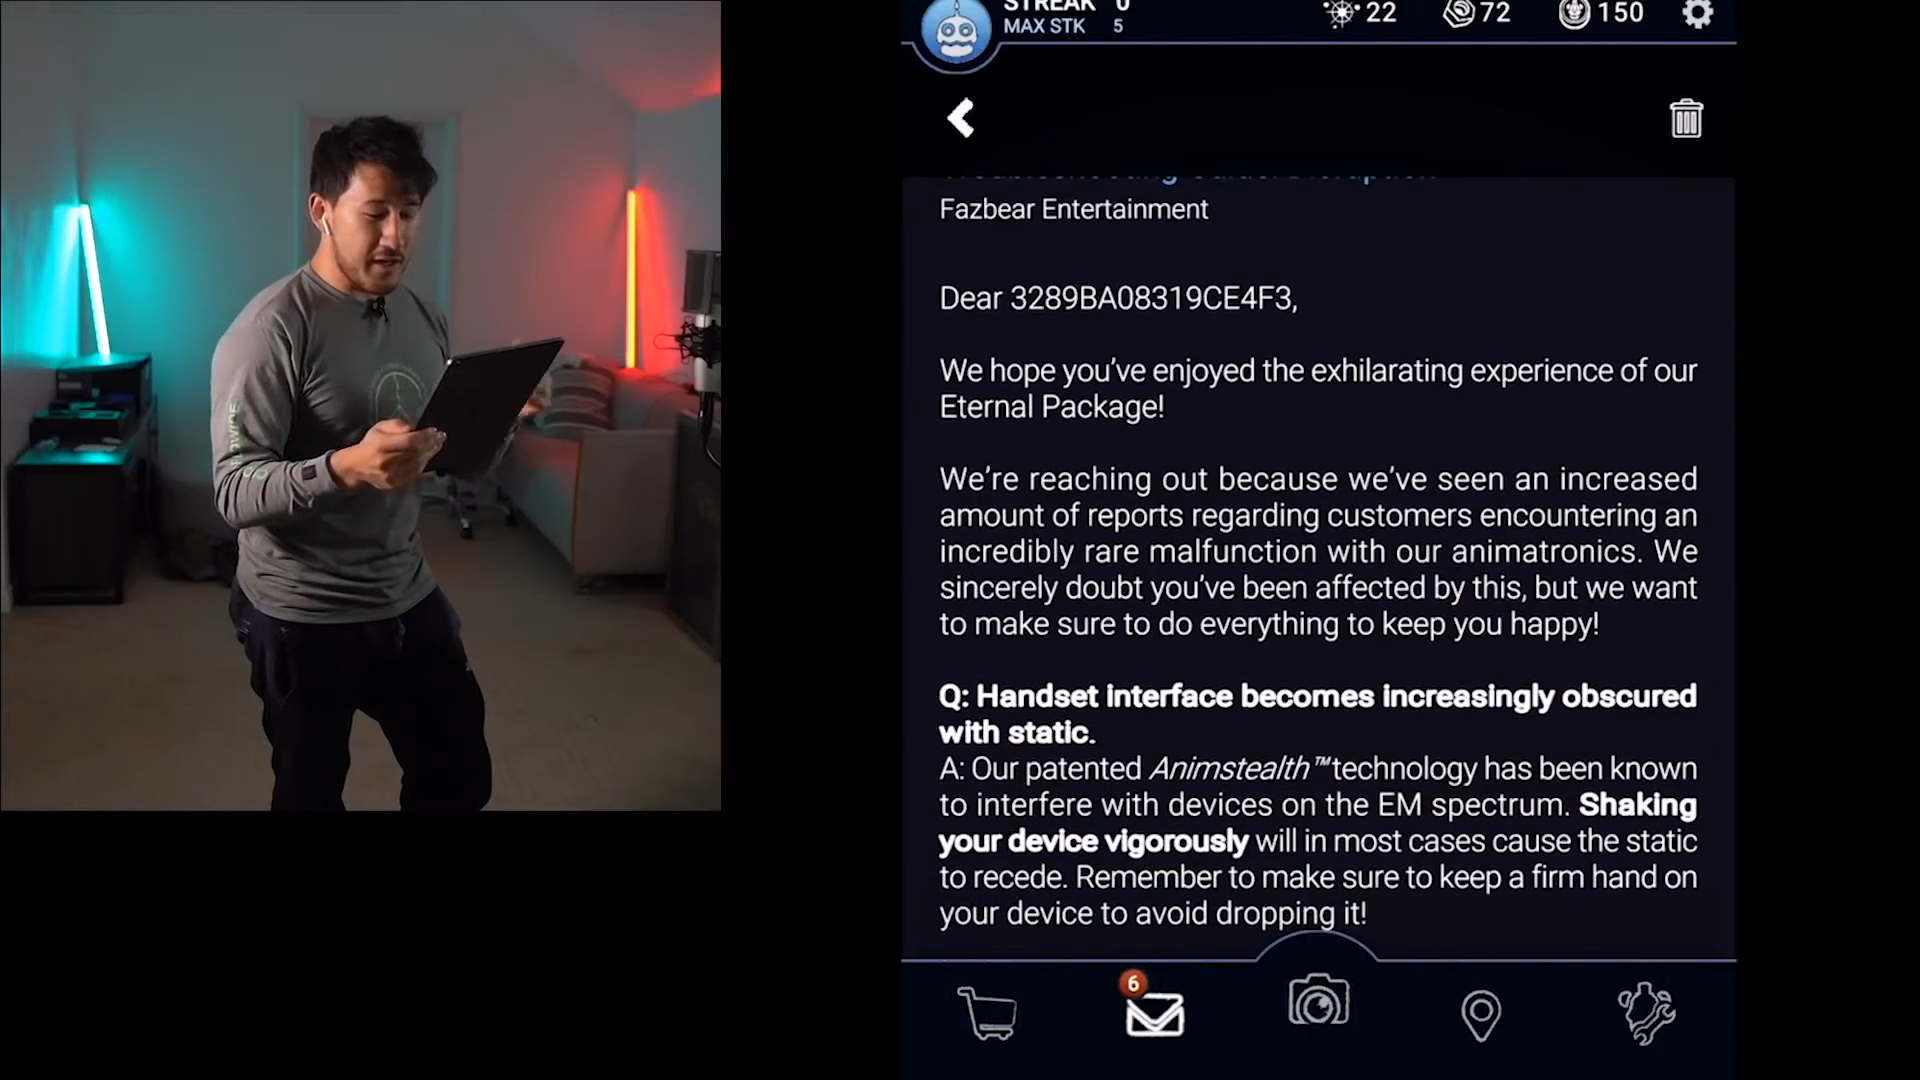 STREAK 0
MAX STK 5
22
72
150
Fazbear Entertainment
Dear 3289BA08319CE4F3,
We hope you've enjoyed the exhilarating experience of our
Eternal Package!
We're reaching out because we've seen an increased
amount of reports regarding customers encountering an
incredibly rare malfunction with our animatronics. We
sincerely doubt you've been affected by this, but we want
to make sure to do everything to keep you happy!
Q: Handset interface becomes increasingly obscured
with static.
A: Our patented Animstealth™ technology has been known
to interfere with devices on the EM spectrum. Shaking
your device vigorously will in most cases cause the static
to recede. Remember to make sure to keep a firm hand on
your device to avoid dropping it!
6